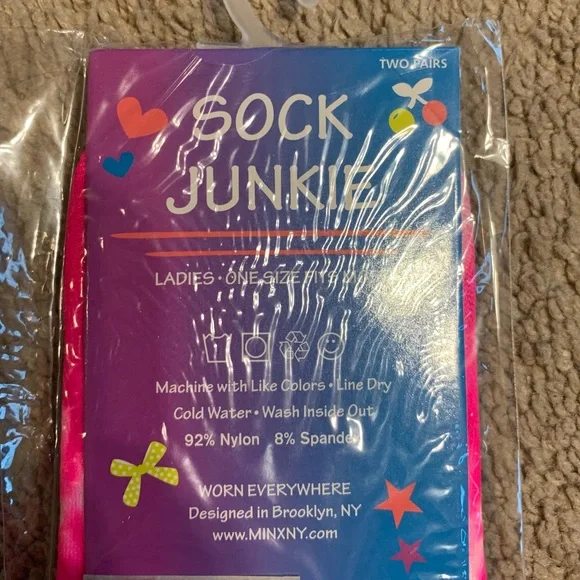 TWO PAIRS
SOCK
JUNKIE
LADIES • ONE SIZE FITS
Machine with Like Colors • Line Dry
Cold Water • Wash Inside Out
92% Nylon 8% Spandex
WORN EVERYWHERE
Designed in Brooklyn, NY
www.MINXNY.com